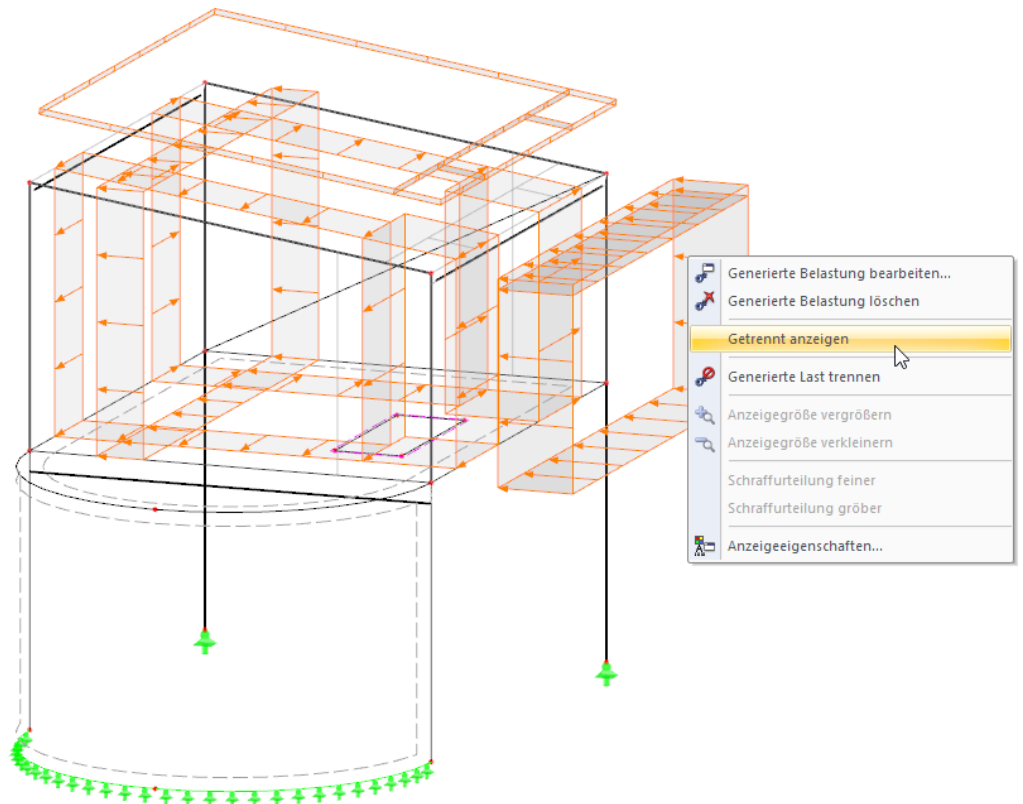 Generierte Belastung bearbeiten...
Generierte Belastung löschen
Getrennt anzeigen
Generierte Last trennen
Anzeigegröße vergrößern
Anzeigegröße verkleinern
Schraffurteilung feiner
Schraffurteilung gröber
Anzeigeeigenschaften...